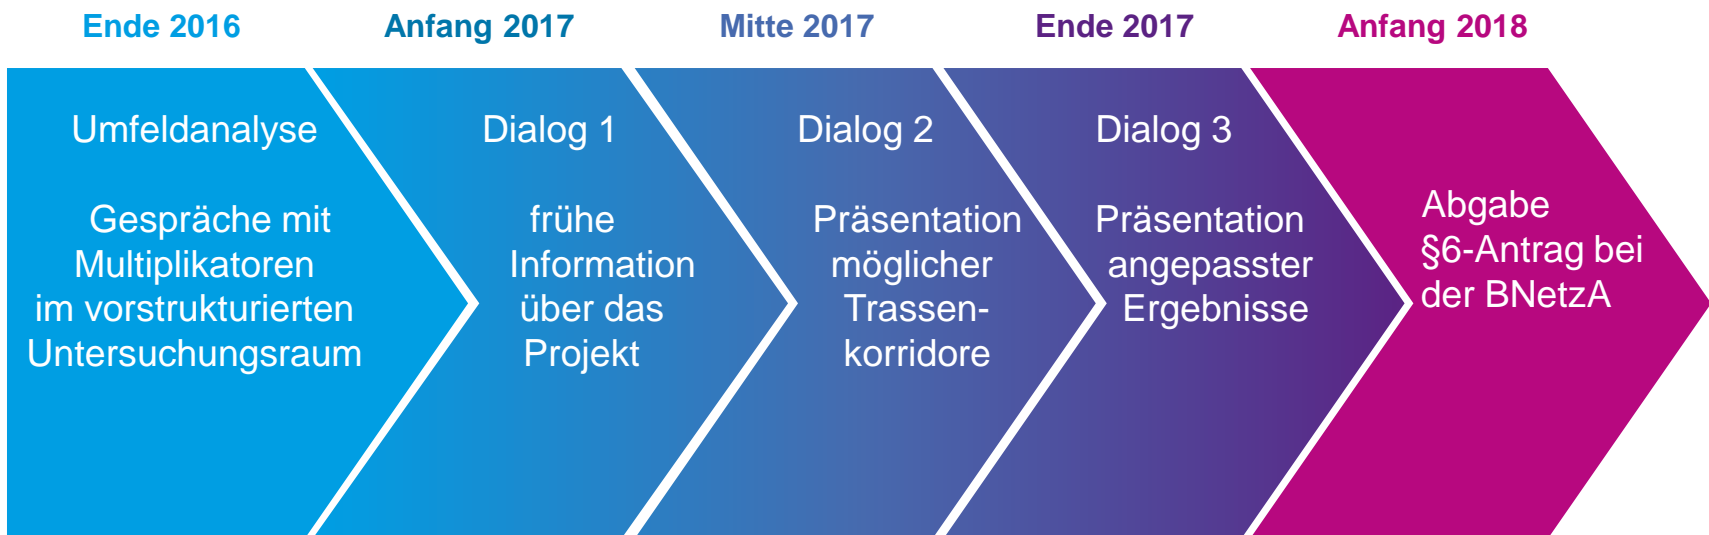 Ende 2016
Anfang 2017
Mitte 2017
Ende 2017
Anfang 2018
Umfeldanalyse
Gespräche mit
Multiplikatoren
im vorstrukturierten
Untersuchungsraum
Dialog 1
frühe
Information
über das
Projekt
Dialog 2
Präsentation
möglicher
Trassen-
korridore
Dialog 3
Präsentation
angepasster
Ergebnisse
Abgabe
§6-Antrag bei
der BNetzA